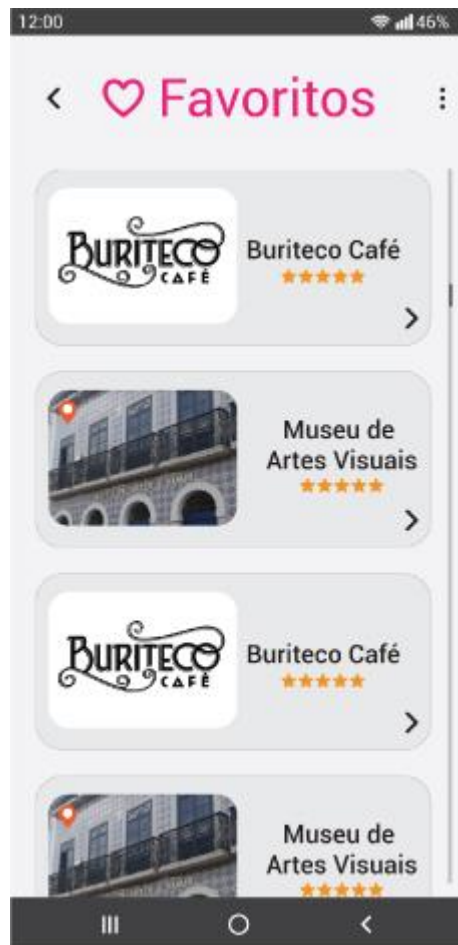 12:00
46%
Favoritos
BURITECO
CAFÉ
Buriteco Café
Museu de
Artes Visuais
BURITECO
CAFÉ
Buriteco Café
Museu de
Artes Visuais